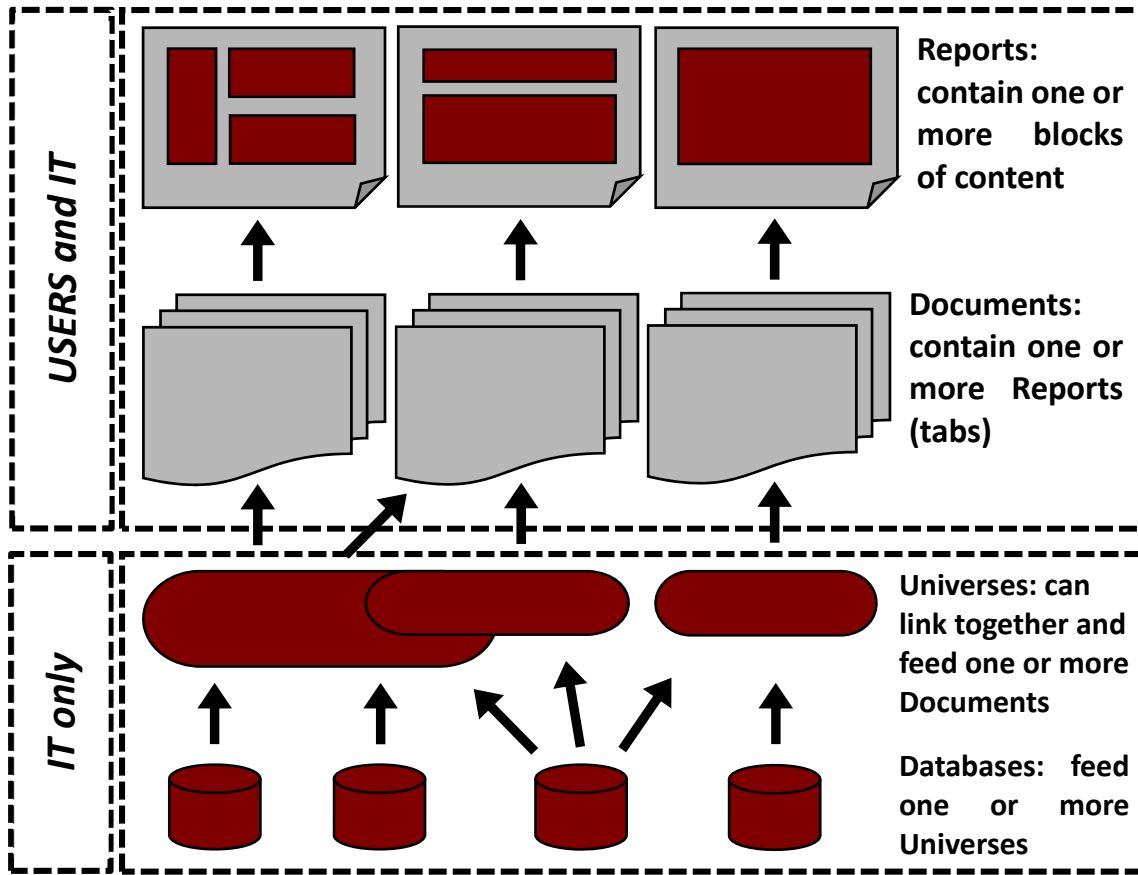 USERS and IT
Reports:
contain one or
more blocks
of content
Documents:
contain one or
more Reports
(tabs)
IT only
Universes: can
link together and
feed one or more
Documents
Databases: feed
one or more
Universes